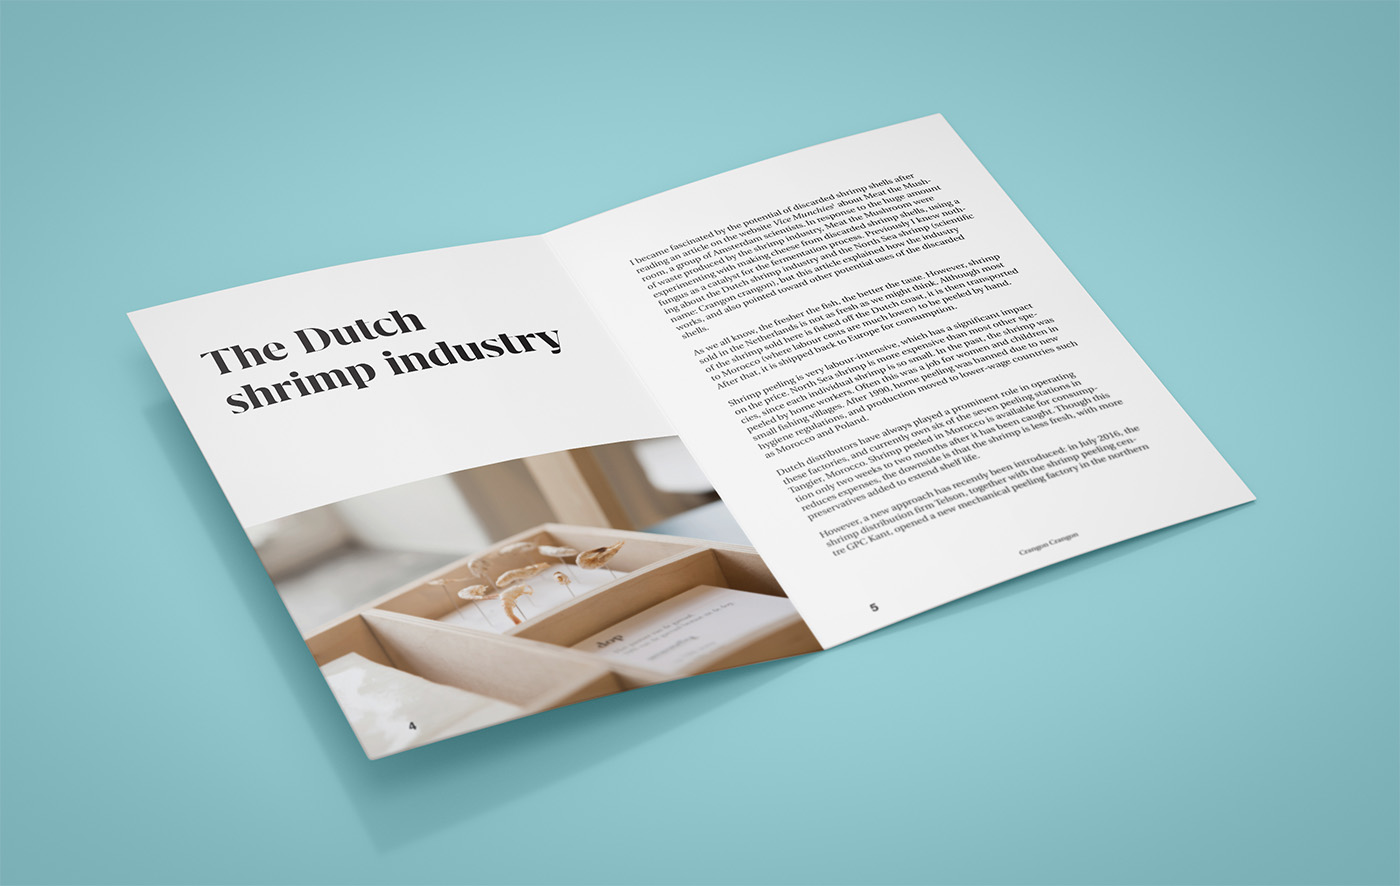 The Dutch
shrimp industry
dop
4
I became fascinated by the potential of discarded shrimp shells after
reading an article on the website Vice Munchies¹ about Meat the Mush-
room, a group of Amsterdam scientists. In response to the huge amount
of waste produced by the shrimp industry, Meat the Mushroom were
experimenting with making cheese from discarded shrimp shells, using a
fungus as a catalyst for the fermentation process. Previously I knew noth-
ing about the Dutch shrimp industry and the North Sea shrimp (scientific
name: Crangon crangon), but this article explained how the industry
works, and also pointed toward other potential uses of the discarded
shells.
As we all know, the fresher the fish, the better the taste. However, shrimp
sold in the Netherlands is not as fresh as we might think. Although most
of the shrimp sold here is fished off the Dutch coast, it is then transported
to Morocco (where labour costs are much lower) to be peeled by hand.
After that, it is shipped back to Europe for consumption.
Shrimp peeling is very labour-intensive, which has a significant impact
on the price. North Sea shrimp is more expensive than most other spe-
cies, since each individual shrimp is so small. In the past, the shrimp was
peeled by home workers. Often this was a job for women and children in
small fishing villages. After 1990, home peeling was banned due to new
hygiene regulations, and production moved to lower-wage countries such
as Morocco and Poland.
Dutch distributors have always played a prominent role in operating
these factories, and currently own six of the seven peeling stations in
Tangier, Morocco. Shrimp peeled in Morocco is available for consump-
tion only two weeks to two months after it has been caught. Though this
reduces expenses, the downside is that the shrimp is less fresh, with more
preservatives added to extend shelf life.
However, a new approach has recently been introduced: in July 2016, the
shrimp distribution firm Telson, together with the shrimp peeling cen-
tre GPC Kant, opened a new mechanical peeling factory in the northern
Crangon Crangon
5